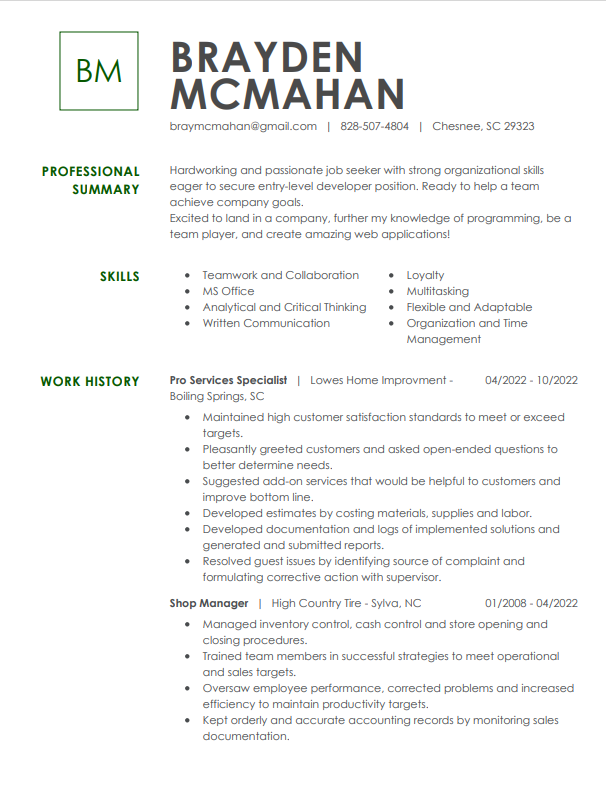 BM
BRAYDEN
MCMAHAN
braymcmahan@gmail.com | 828-507-4804 | Chesnee, SC 29323
PROFESSIONAL
SUMMARY
Hardworking and passionate job seeker with strong organizational skills
eager to secure entry-level developer position. Ready to help a team
achieve company goals.
Excited to land in a company, further my knowledge of programming, be a
team player, and create amazing web applications!
SKILLS
• Teamwork and Collaboration
• MS Office
• Analytical and Critical Thinking
• Written Communication
• Loyalty
• Multitasking
• Flexible and Adaptable
• Organization and Time
Management
WORK HISTORY
Pro Services Specialist | Lowes Home Improvment - 04/2022 - 10/2022
Boiling Springs, SC
• Maintained high customer satisfaction standards to meet or exceed
targets.
• Pleasantly greeted customers and asked open-ended questions to
better determine needs.
• Suggested add-on services that would be helpful to customers and
improve bottom line.
• Developed estimates by costing materials, supplies and labor.
• Developed documentation and logs of implemented solutions and
generated and submitted reports.
• Resolved guest issues by identifying source of complaint and
formulating corrective action with supervisor.
Shop Manager | High Country Tire - Sylva, NC 01/2008 - 04/2022
• Managed inventory control, cash control and store opening and
closing procedures.
• Trained team members in successful strategies to meet operational
and sales targets.
• Oversaw employee performance, corrected problems and increased
efficiency to maintain productivity targets.
• Kept orderly and accurate accounting records by monitoring sales
documentation.